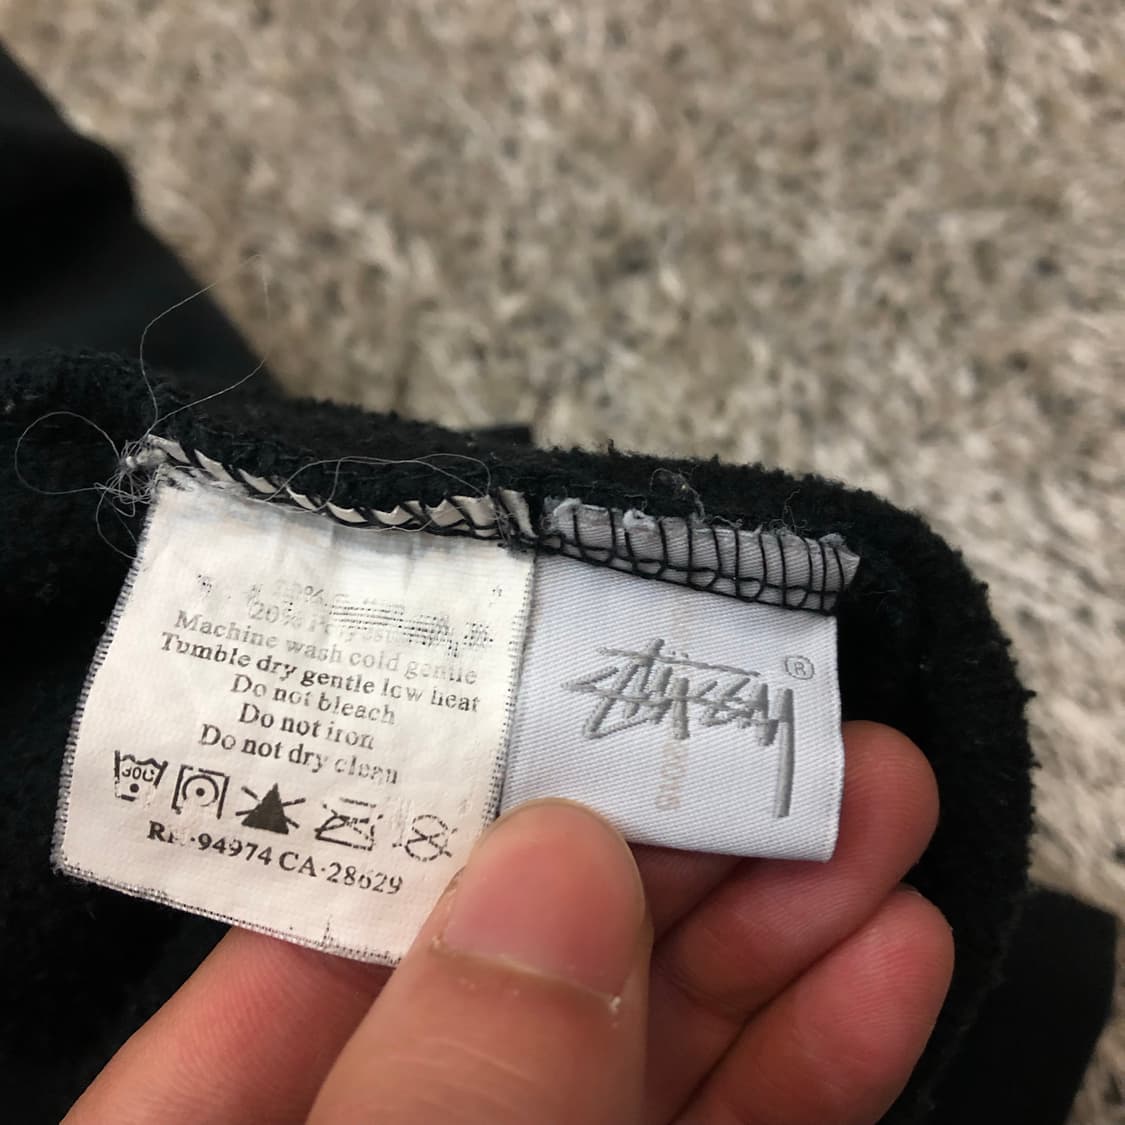 20%
Machine wash cold gentle
Tumble dry gentle low heat
Do not bleach
Do not iron
Do not dry clean
30C
94974 CA-28629
STÜSSY ®